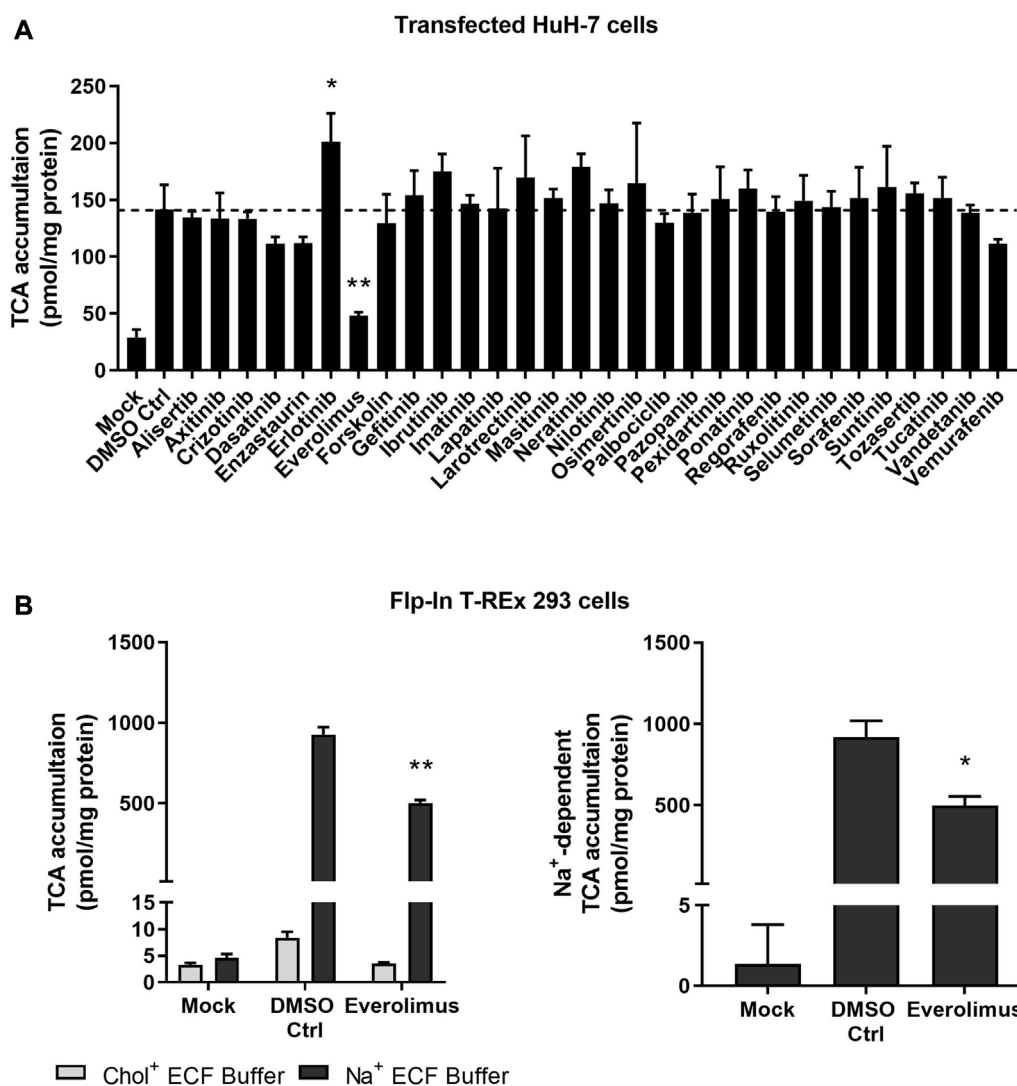 A
Transfected HuH-7 cells
TCA accumultaion
(pmol/mg protein)
250
200
150
100
50
0
*
**
Mock
DMSO Ctrl
Alisertib
Axitinib
Crizotinib
Dasatinib
Enzastaurin
Erlotinib
Everolimus
Forskolin
Gefitinib
Ibrutinib
Imatinib
Lapatinib
Larotrectinib
Masitinib
Neratinib
Nilotinib
Osimertinib
Palbociclib
Pazopanib
Pexidartinib
Ponatinib
Regorafenib
Ruxolitinib
Selumetinib
Sorafenib
Suntinib
Tozasertib
Tucatinib
Vandetanib
Vemurafenib
B
Flp-In T-REx 293 cells
TCA accumultaion
(pmol/mg protein)
1500
1000
500
15
10
5
0
**
Mock
DMSO
Ctrl
Everolimus
Chol+ ECF Buffer
Na+ ECF Buffer
Na+-dependent
TCA accumultaion
(pmol/mg protein)
1500
1000
500
5
0
*
Mock
DMSO
Ctrl
Everolimus